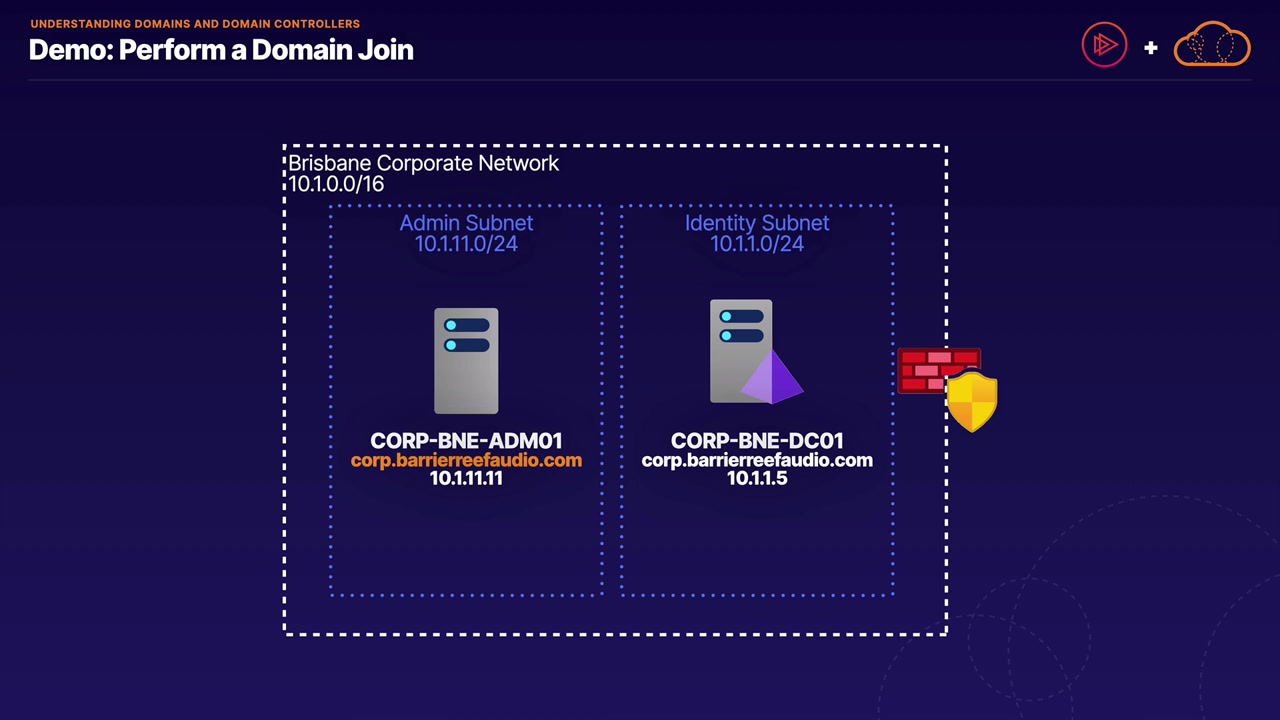 UNDERSTANDING DOMAINS AND DOMAIN CONTROLLERS
Demo: Perform a Domain Join
+
Brisbane Corporate Network
10.1.0.0/16
Admin Subnet
10.1.11.0/24
CORP-BNE-ADM01
corp.barrierreefaudio.com
10.1.11.11
Identity Subnet
10.1.1.0/24
CORP-BNE-DC01
corp.barrierreefaudio.com
10.1.1.5